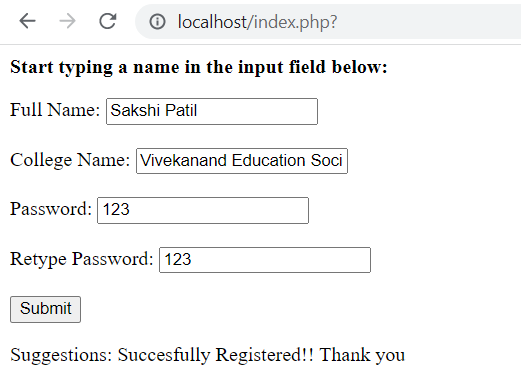 localhost/index.php?
Start typing a name in the input field below:
Full Name: Sakshi Patil
College Name: Vivekanand Education Soci
Password: 123
Retype Password: 123
Submit
Suggestions: Succesfully Registered!! Thank you